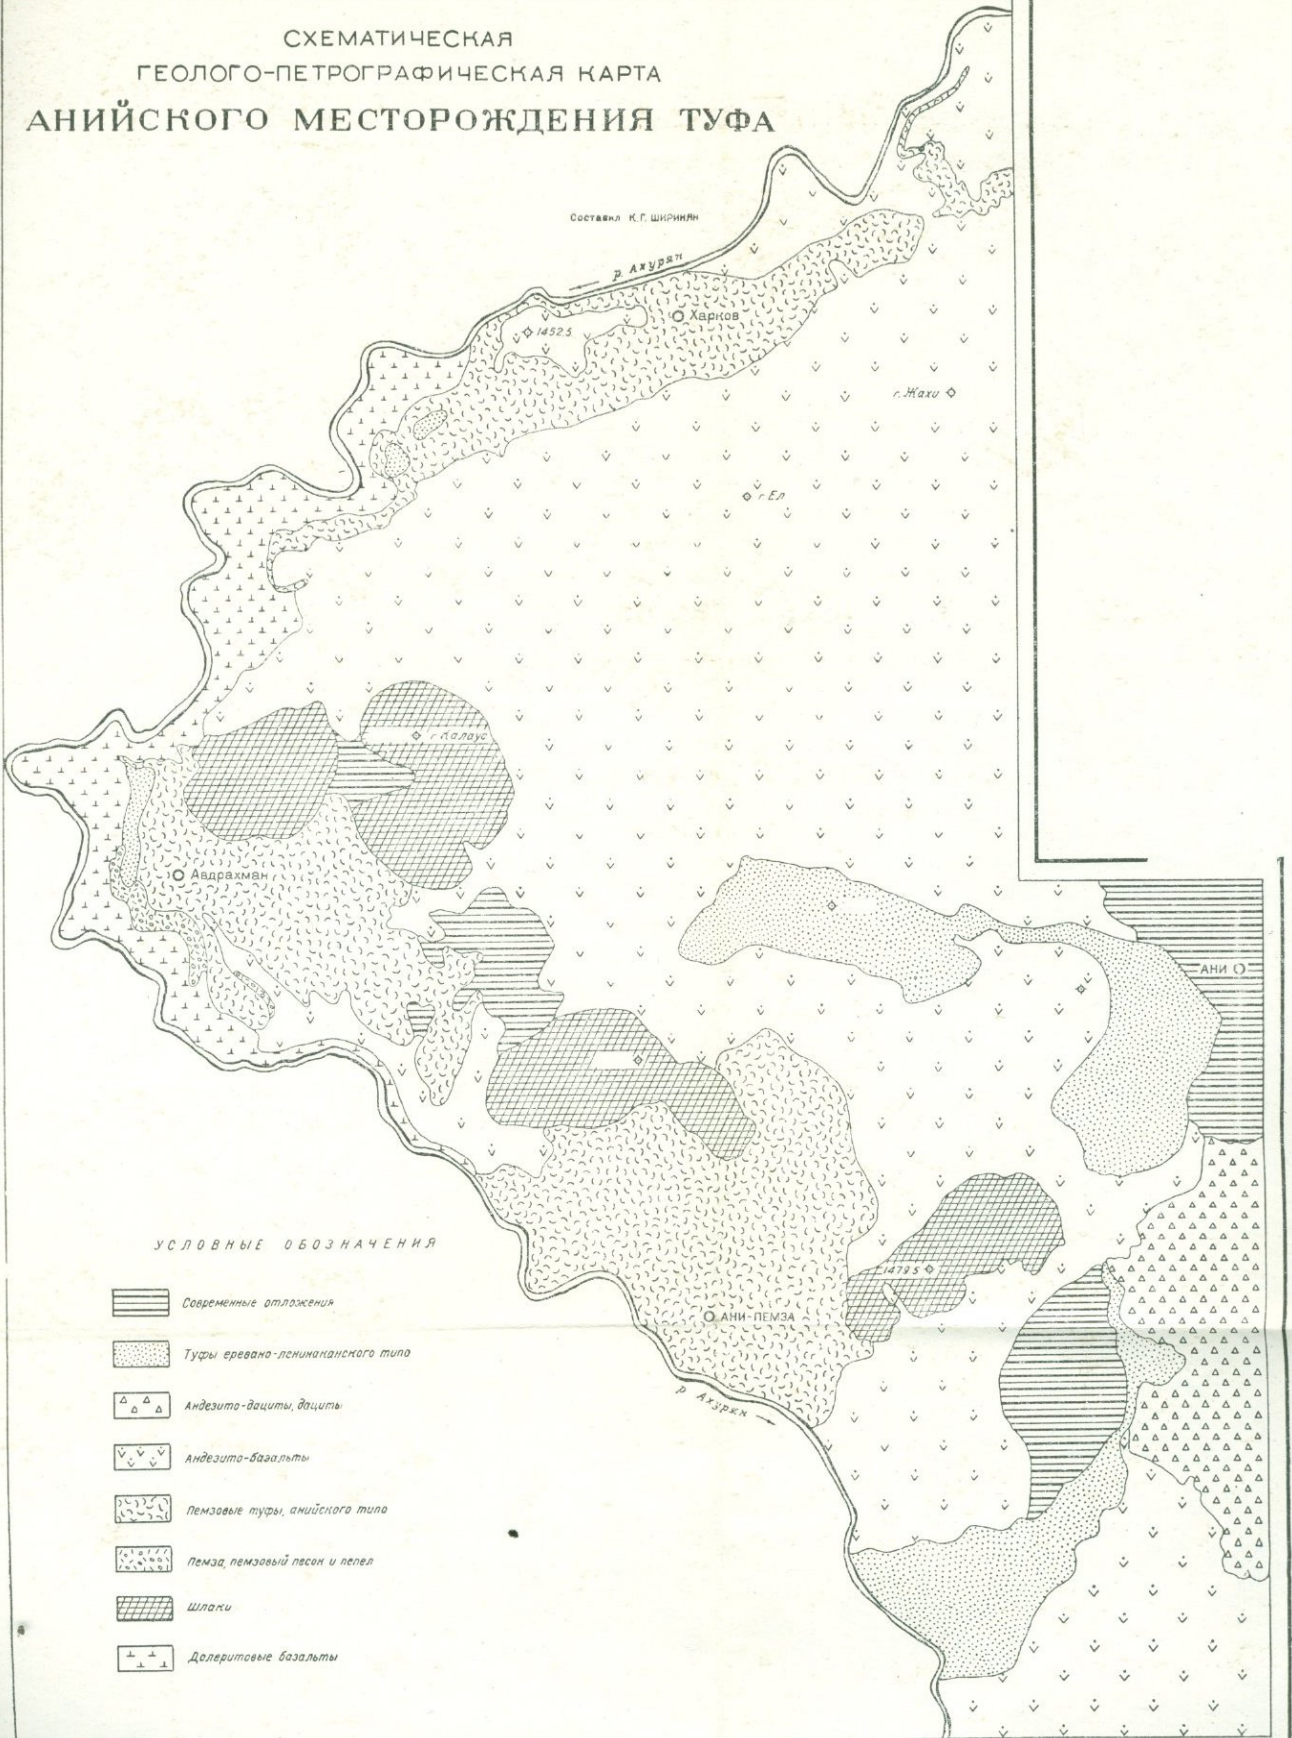 СХЕМАТИЧЕСКАЯ
ГЕОЛОГО-ПЕТРОГРАФИЧЕСКАЯ КАРТА
АНИЙСКОГО МЕСТОРОЖДЕНИЯ ТУФА
Составил К.Г. ШИРИНЯН
р. Ахурян
Харков
1452.5
г. Жахи
г. Ел
г Калаус
Авдрахман
АНИ
1479.5
АНИ-ПЕМЗА
р. Ахурян
УСЛОВНЫЕ ОБОЗНАЧЕНИЯ
Современные отложения
Туфы еревано-ленинаканского типа
Андезито-дациты, дациты
Андезито-базальты
Пемзовые туфы, анийского типа
Пемза, пемзовый песок и пепел
Шлаки
Долеритовые базальты